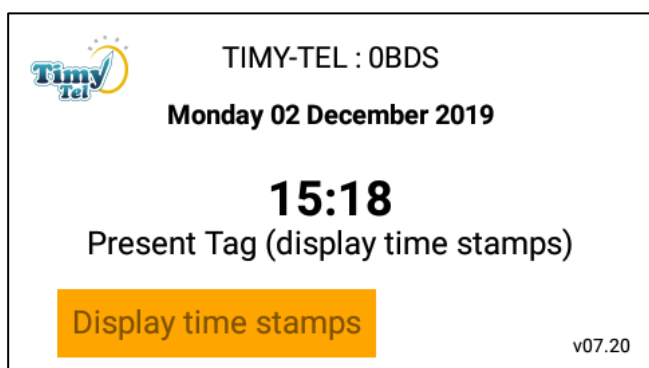 Timy
Tel
TIMY-TEL : 0BDS
Monday 02 December 2019
15:18
Present Tag (display time stamps)
Display time stamps
v07.20